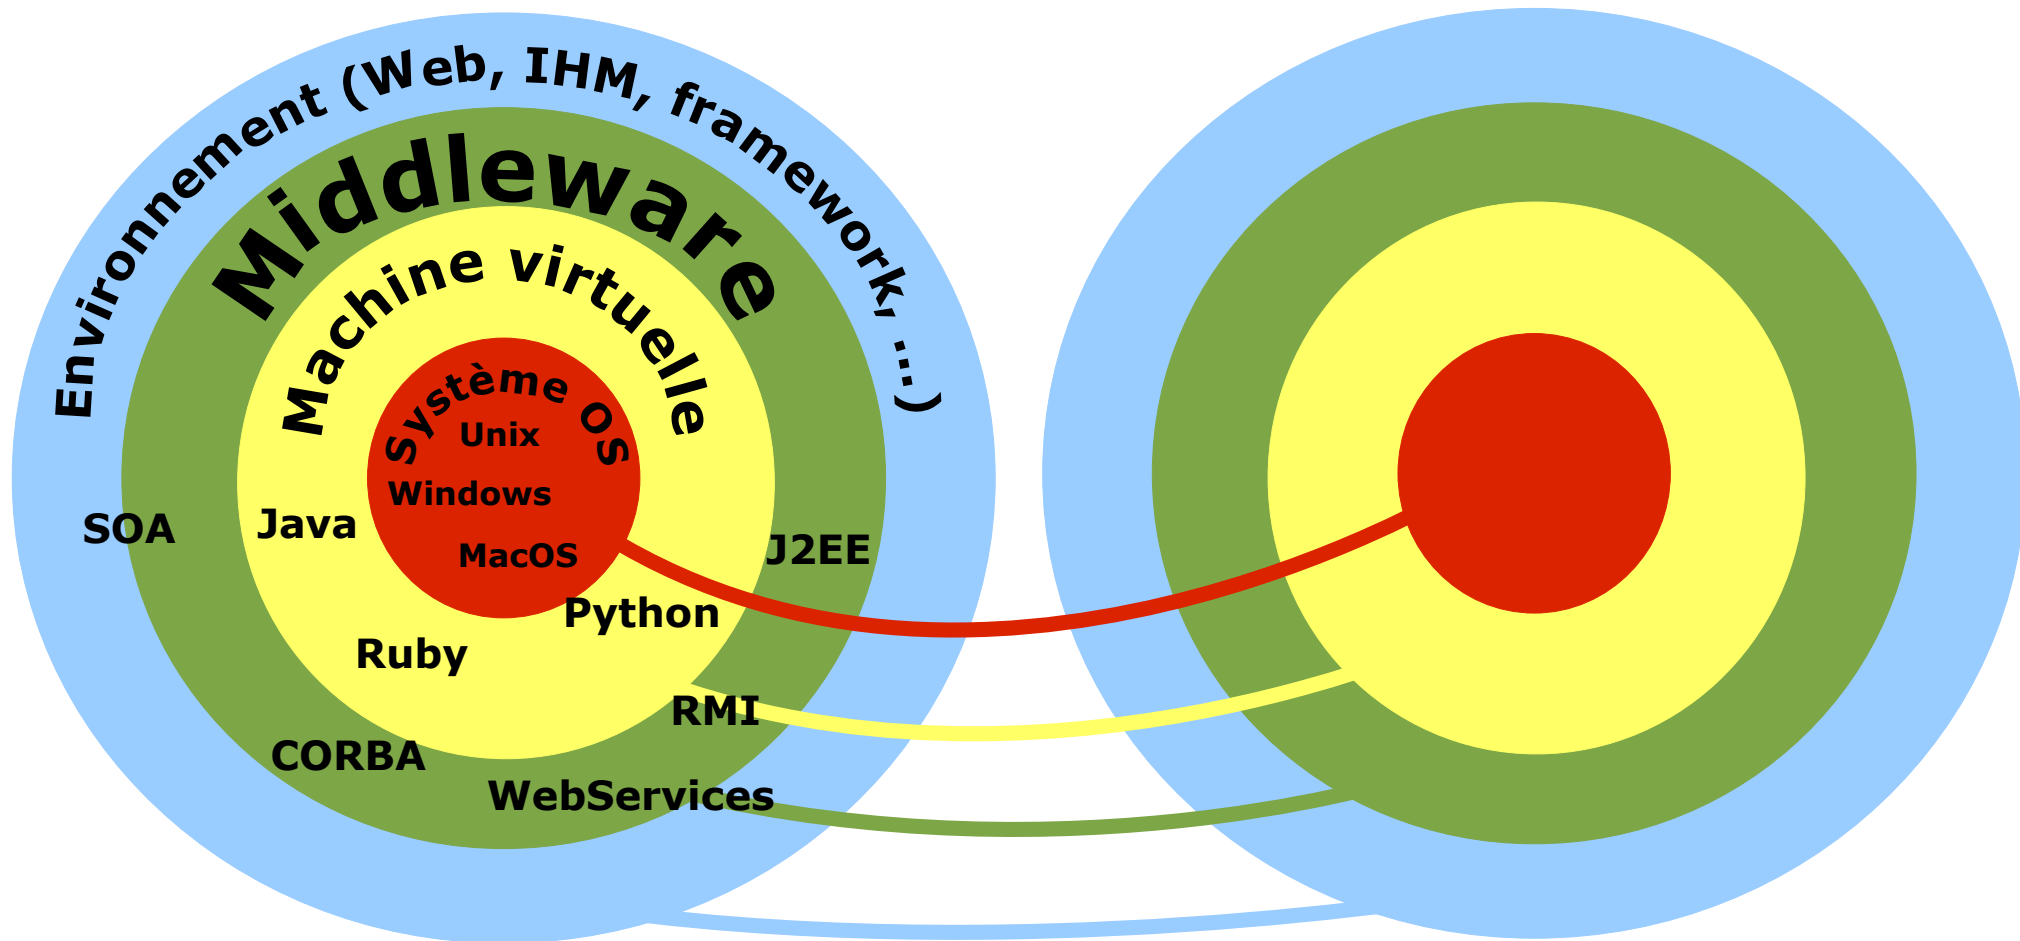 Environnement (Web, IHM, framework, ...)
Middleware
Machine virtuelle
Système OS
Unix
Windows
MacOS
SOA
Java
J2EE
Python
Ruby
RMI
CORBA
WebServices